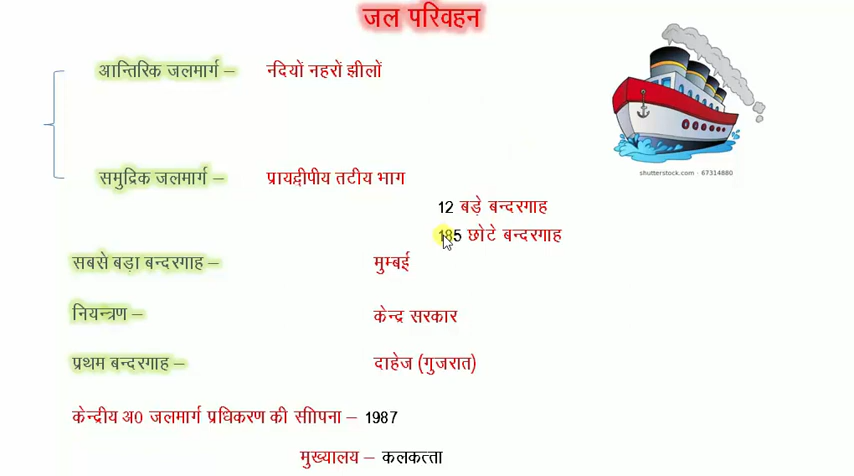 जल परिवहन
आन्तिरिक जलमार्ग – नदियों नहरों झीलों
shutterstock.com • 67314880
समुद्रिक जलमार्ग – प्रायद्वीपीय तटीय भाग
12 बड़े बन्दरगाह
185 छोटे बन्दरगाह
सबसे बड़ा बन्दरगाह – मुम्बई
नियन्त्रण – केन्द्र सरकार
प्रथम बन्दरगाह – दाहेज (गुजरात)
केन्द्रीय अ0 जलमार्ग प्रधिकरण की साीपना – 1987
मुख्यालय – कलकत्ता